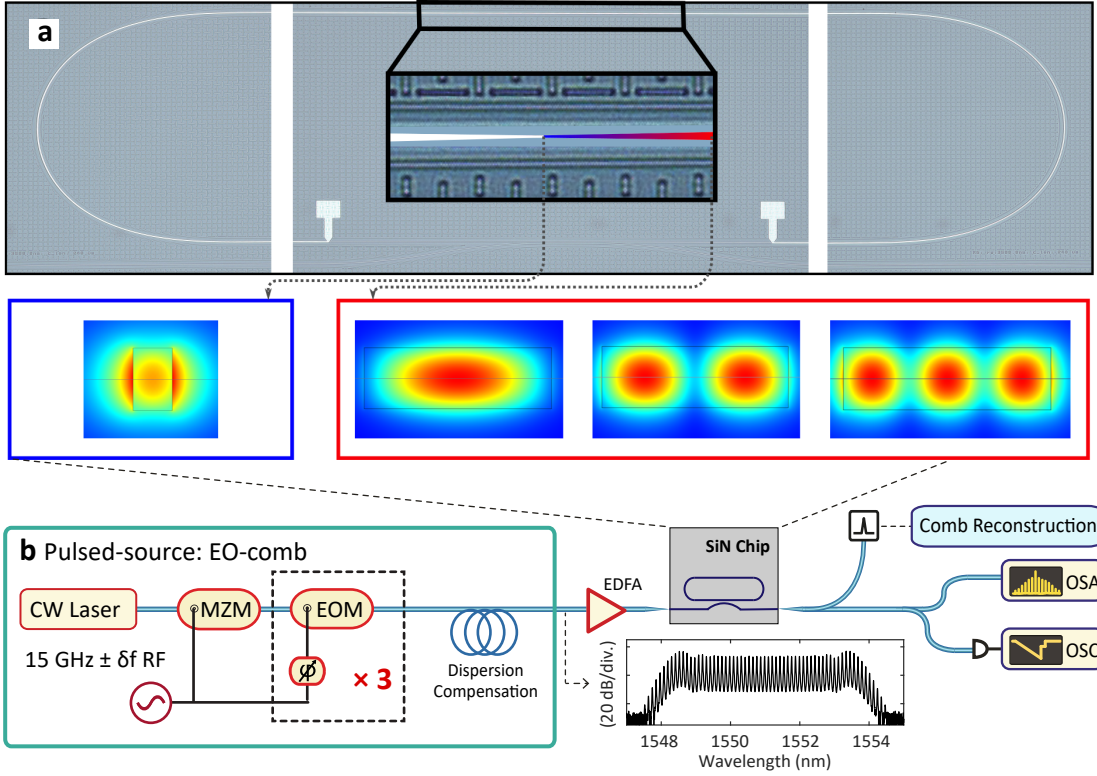 a
b Pulsed-source: EO-comb
CW Laser
MZM
EOM
15 GHz ± δf RF
φ
× 3
Dispersion
Compensation
EDFA
SiN Chip
Comb Reconstruction
OSA
OSC
(20 dB/div.)
1548 1550 1552 1554
Wavelength (nm)